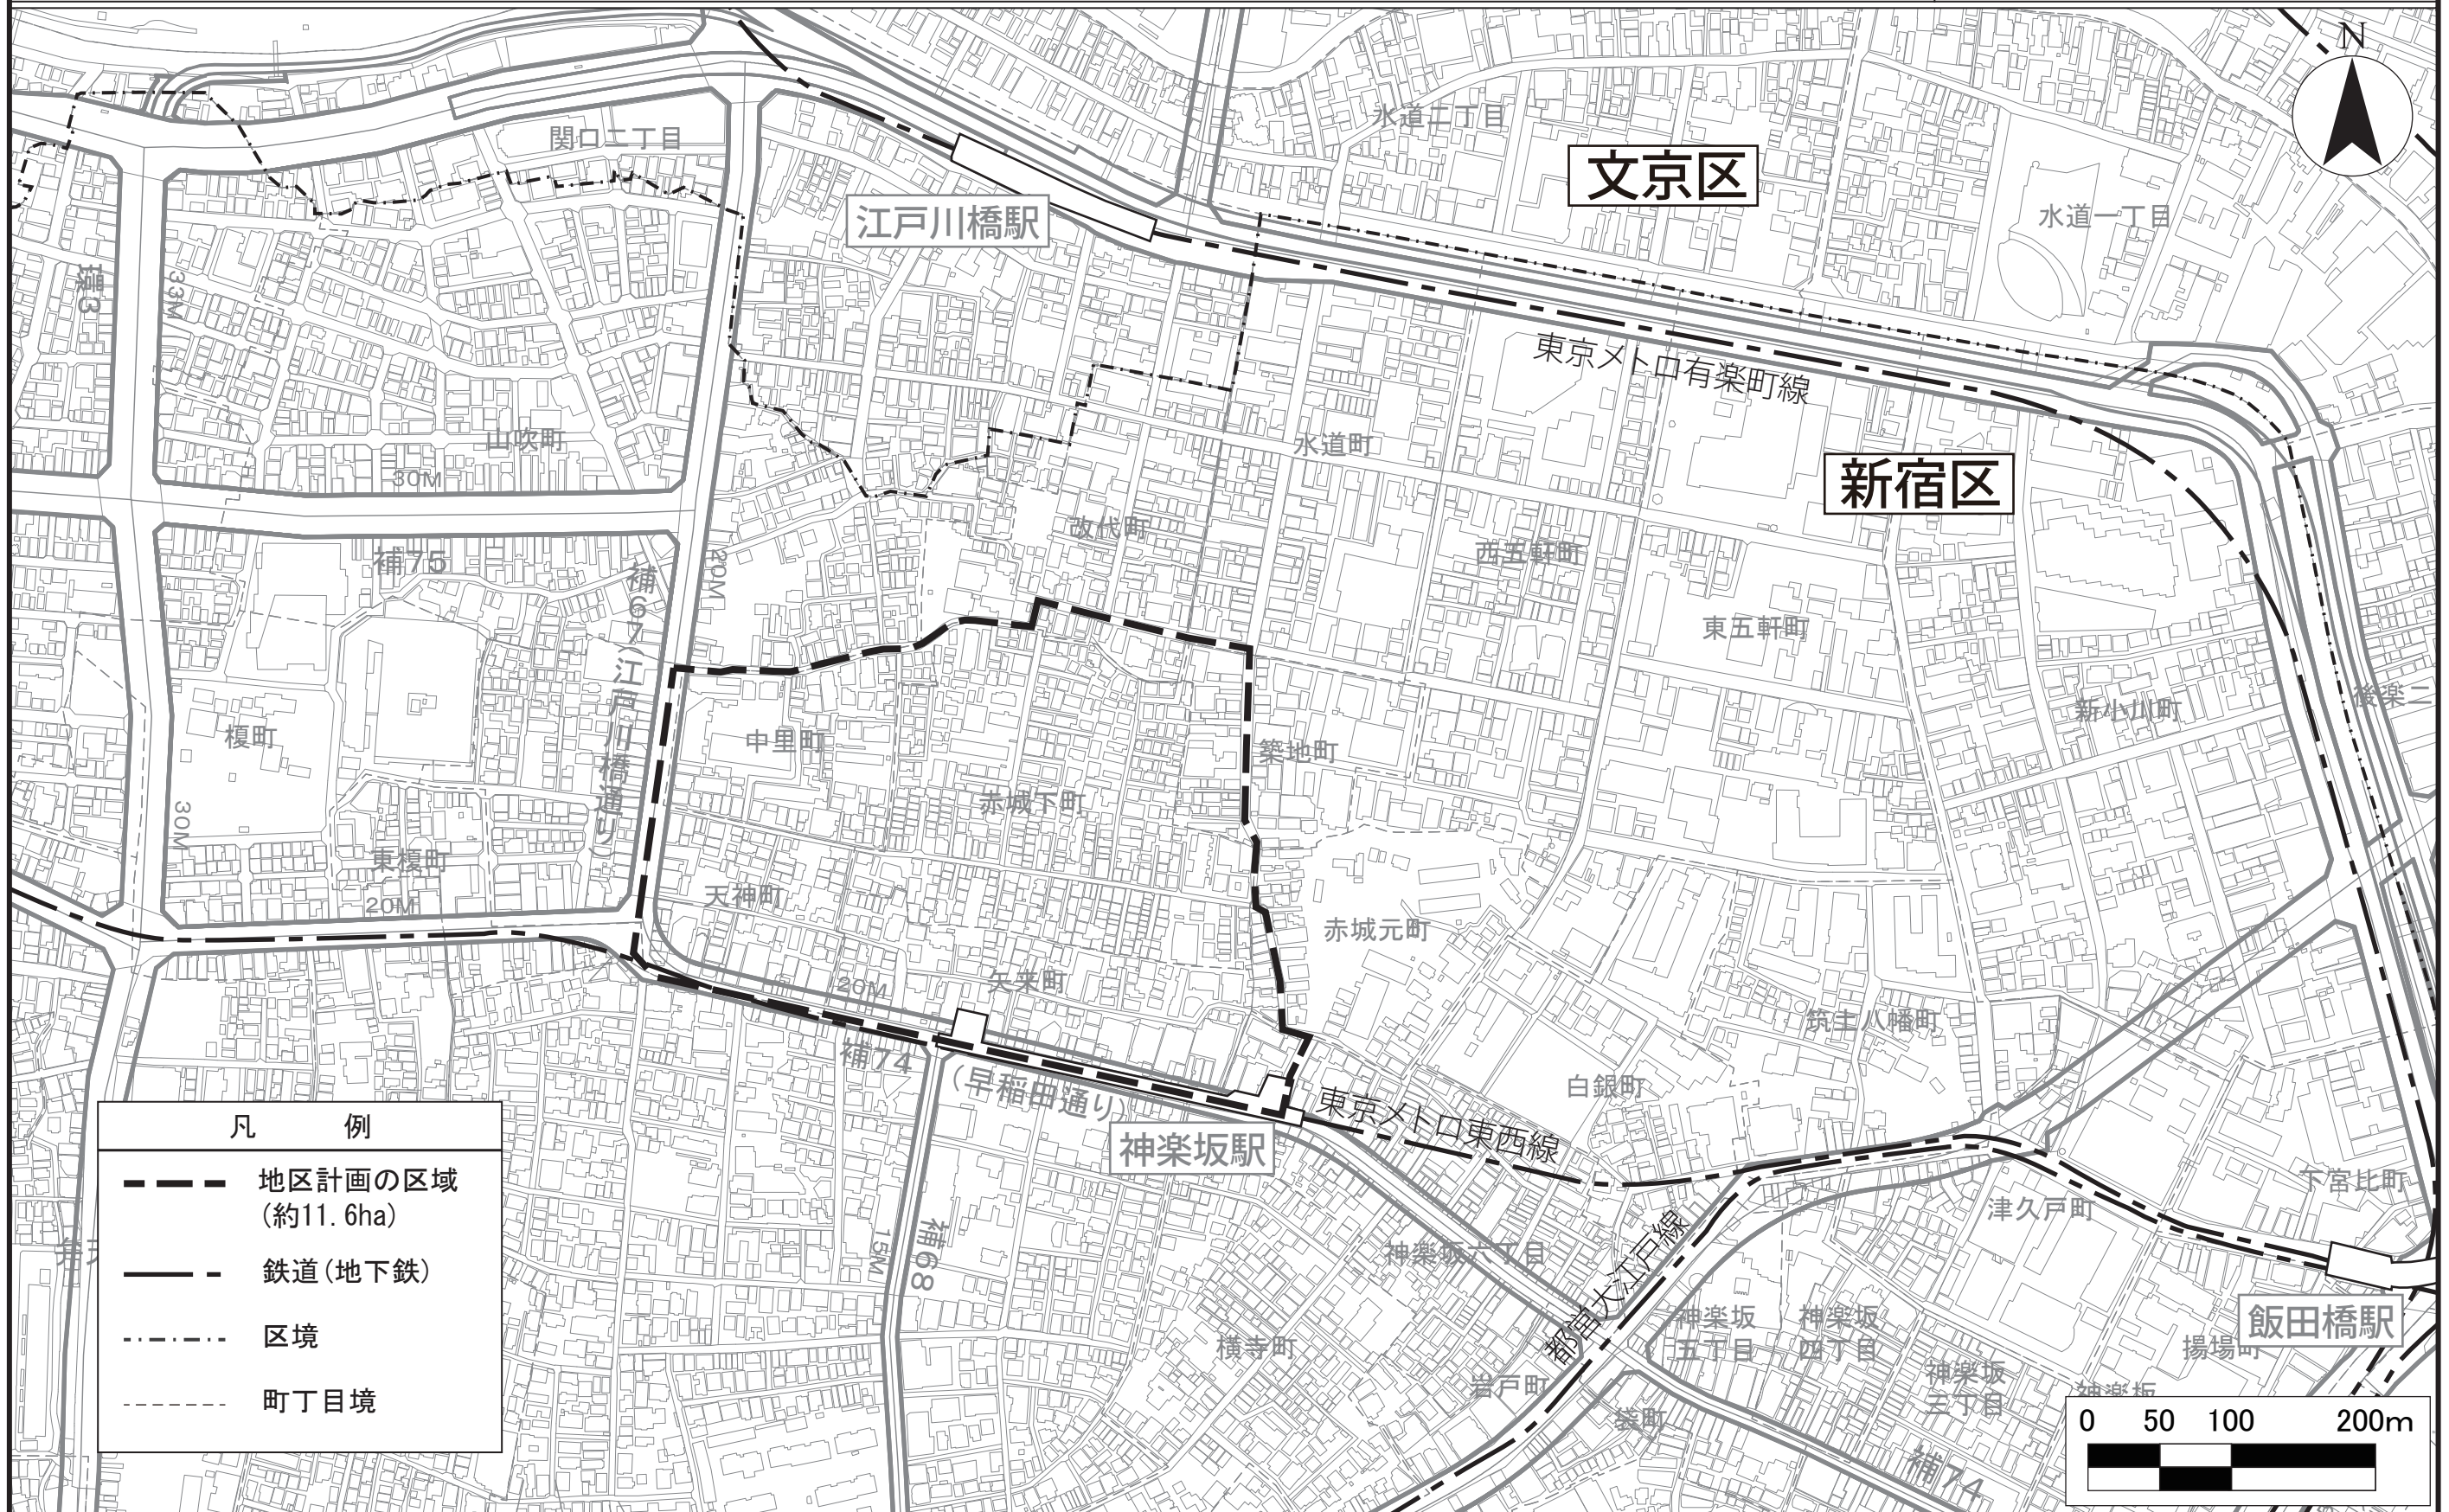 N
水道二丁目
関口二丁目
文京区
水道一丁目
江戸川橋駅
環3
33M
東京メトロ有楽町線
山吹町
水道町
30M
新宿区
改代町
西五軒町
補75
20M
補67(江戸川橋通り)
東五軒町
後楽二
新小川町
榎町
中里町
築地町
赤城下町
30M
東榎町
天神町
20M
赤城元町
矢来町
20M
筑土八幡町
補74
(早稲田通り)
白銀町
東京メトロ東西線
神楽坂駅
下宮比町
津久戸町
補68
15M
神楽坂六丁目
都営大江戸線
神楽坂
五丁目
神楽坂
四丁目
飯田橋駅
横寺町
揚場町
岩戸町
神楽坂
三丁目
神楽坂
袋町
補74
凡 例
地区計画の区域
(約11.6ha)
鉄道(地下鉄)
区境
町丁目境
0 50 100 200m